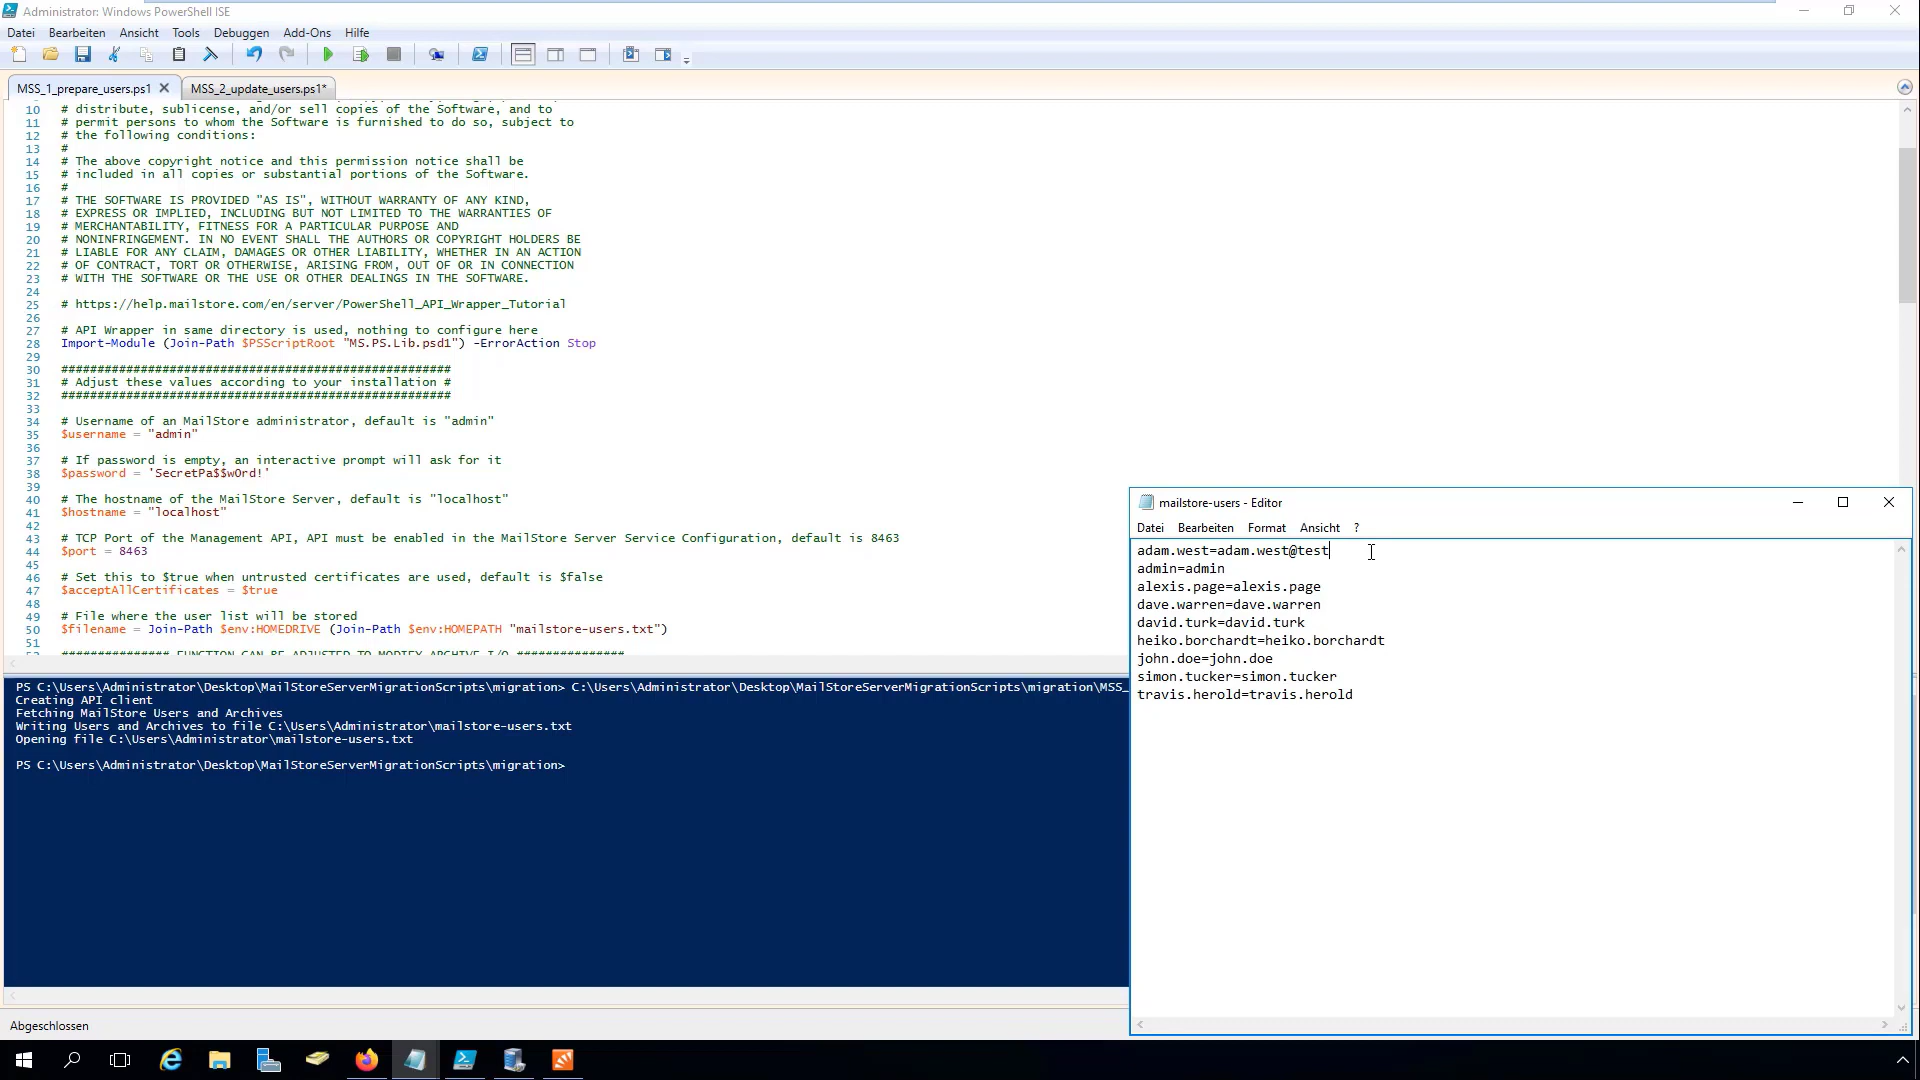 Administrator: Windows PowerShell ISE
Datei Bearbeiten Ansicht Tools Debuggen Add-Ons Hilfe
MSS_1_prepare_users.ps1 MSS_2_update_users.ps1*
10 # distribute, sublicense, and/or sell copies of the Software, and to
11 # permit persons to whom the Software is furnished to do so, subject to
12 # the following conditions:
13 #
14 # The above copyright notice and this permission notice shall be
15 # included in all copies or substantial portions of the Software.
16 #
17 # THE SOFTWARE IS PROVIDED "AS IS", WITHOUT WARRANTY OF ANY KIND,
18 # EXPRESS OR IMPLIED, INCLUDING BUT NOT LIMITED TO THE WARRANTIES OF
19 # MERCHANTABILITY, FITNESS FOR A PARTICULAR PURPOSE AND
20 # NONINFRINGEMENT. IN NO EVENT SHALL THE AUTHORS OR COPYRIGHT HOLDERS BE
21 # LIABLE FOR ANY CLAIM, DAMAGES OR OTHER LIABILITY, WHETHER IN AN ACTION
22 # OF CONTRACT, TORT OR OTHERWISE, ARISING FROM, OUT OF OR IN CONNECTION
23 # WITH THE SOFTWARE OR THE USE OR OTHER DEALINGS IN THE SOFTWARE.
24
25 # https://help.mailstore.com/en/server/PowerShell_API_Wrapper_Tutorial
26
27 # API Wrapper in same directory is used, nothing to configure here
28 Import-Module (Join-Path $PSScriptRoot "MS.PS.Lib.psd1") -ErrorAction Stop
29
30 ######################################################
31 # Adjust these values according to your installation #
32 ######################################################
33
34 # Username of an MailStore administrator, default is "admin"
35 $username = "admin"
36
37 # If password is empty, an interactive prompt will ask for it
38 $password = 'SecretPa$$w0rd!'
39
40 # The hostname of the MailStore Server, default is "localhost"
41 $hostname = "localhost"
42
43 # TCP Port of the Management API, API must be enabled in the MailStore Server Service Configuration, default is 8463
44 $port = 8463
45
46 # Set this to $true when untrusted certificates are used, default is $false
47 $acceptAllCertificates = $true
48
49 # File where the user list will be stored
50 $filename = Join-Path $env:HOMEDRIVE (Join-Path $env:HOMEPATH "mailstore-users.txt")
51
52 ############### FUNCTION CAN BE ADJUSTED TO MODIFY ARCHIVE I/O ###############
PS C:\Users\Administrator\Desktop\MailStoreServerMigrationScripts\migration> C:\Users\Administrator\Desktop\MailStoreServerMigrationScripts\migration\MSS_
Creating API client
Fetching MailStore Users and Archives
Writing Users and Archives to file C:\Users\Administrator\mailstore-users.txt
Opening file C:\Users\Administrator\mailstore-users.txt
PS C:\Users\Administrator\Desktop\MailStoreServerMigrationScripts\migration>
Abgeschlossen
mailstore-users - Editor
Datei Bearbeiten Format Ansicht ?
adam.west=adam.west@test
admin=admin
alexis.page=alexis.page
dave.warren=dave.warren
david.turk=david.turk
heiko.borchardt=heiko.borchardt
john.doe=john.doe
simon.tucker=simon.tucker
travis.herold=travis.herold